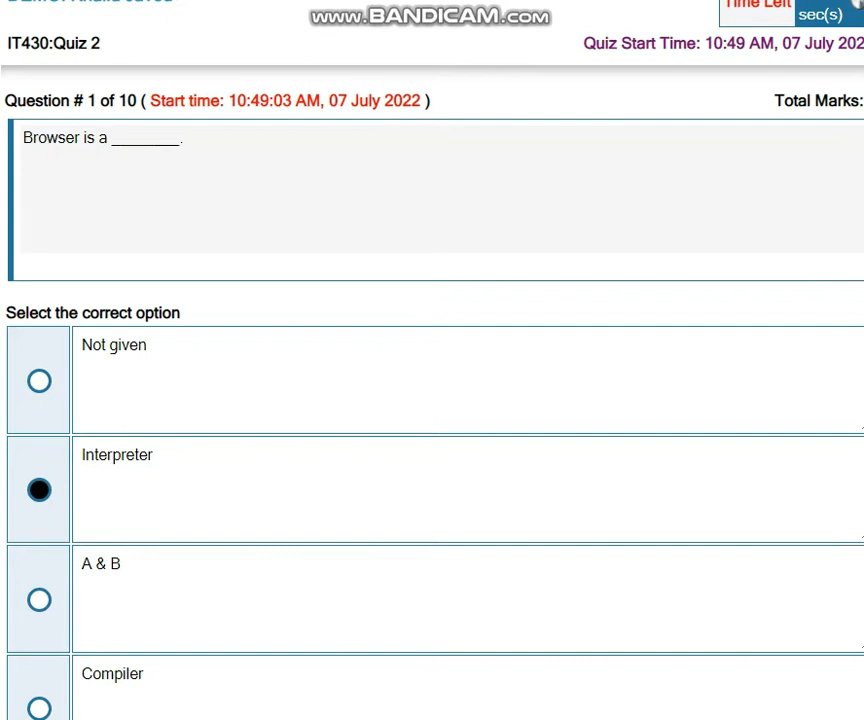 www.BANDICAM.com
Time Left
sec(s)
IT430:Quiz 2
Quiz Start Time: 10:49 AM, 07 July 202
Question # 1 of 10 ( Start time: 10:49:03 AM, 07 July 2022 )
Total Marks:
Browser is a ________.
Select the correct option
Not given
Interpreter
A & B
Compiler